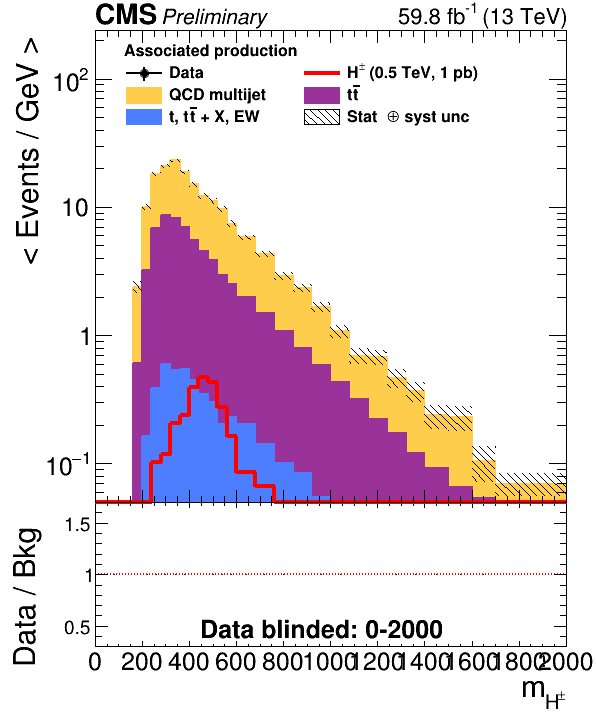 CMS Preliminary 59.8 fb⁻¹ (13 TeV)
< Events / GeV >
10²
10
1
10⁻¹
Associated production
Data
H± (0.5 TeV, 1 pb)
QCD multijet
tt̄
t, tt̄ + X, EW
Stat ⊕ syst unc
Data / Bkg
1.5
1
0.5
Data blinded: 0-2000
0 200 400 600 800 1000 1200 1400 1600 1800 2000
m_H±